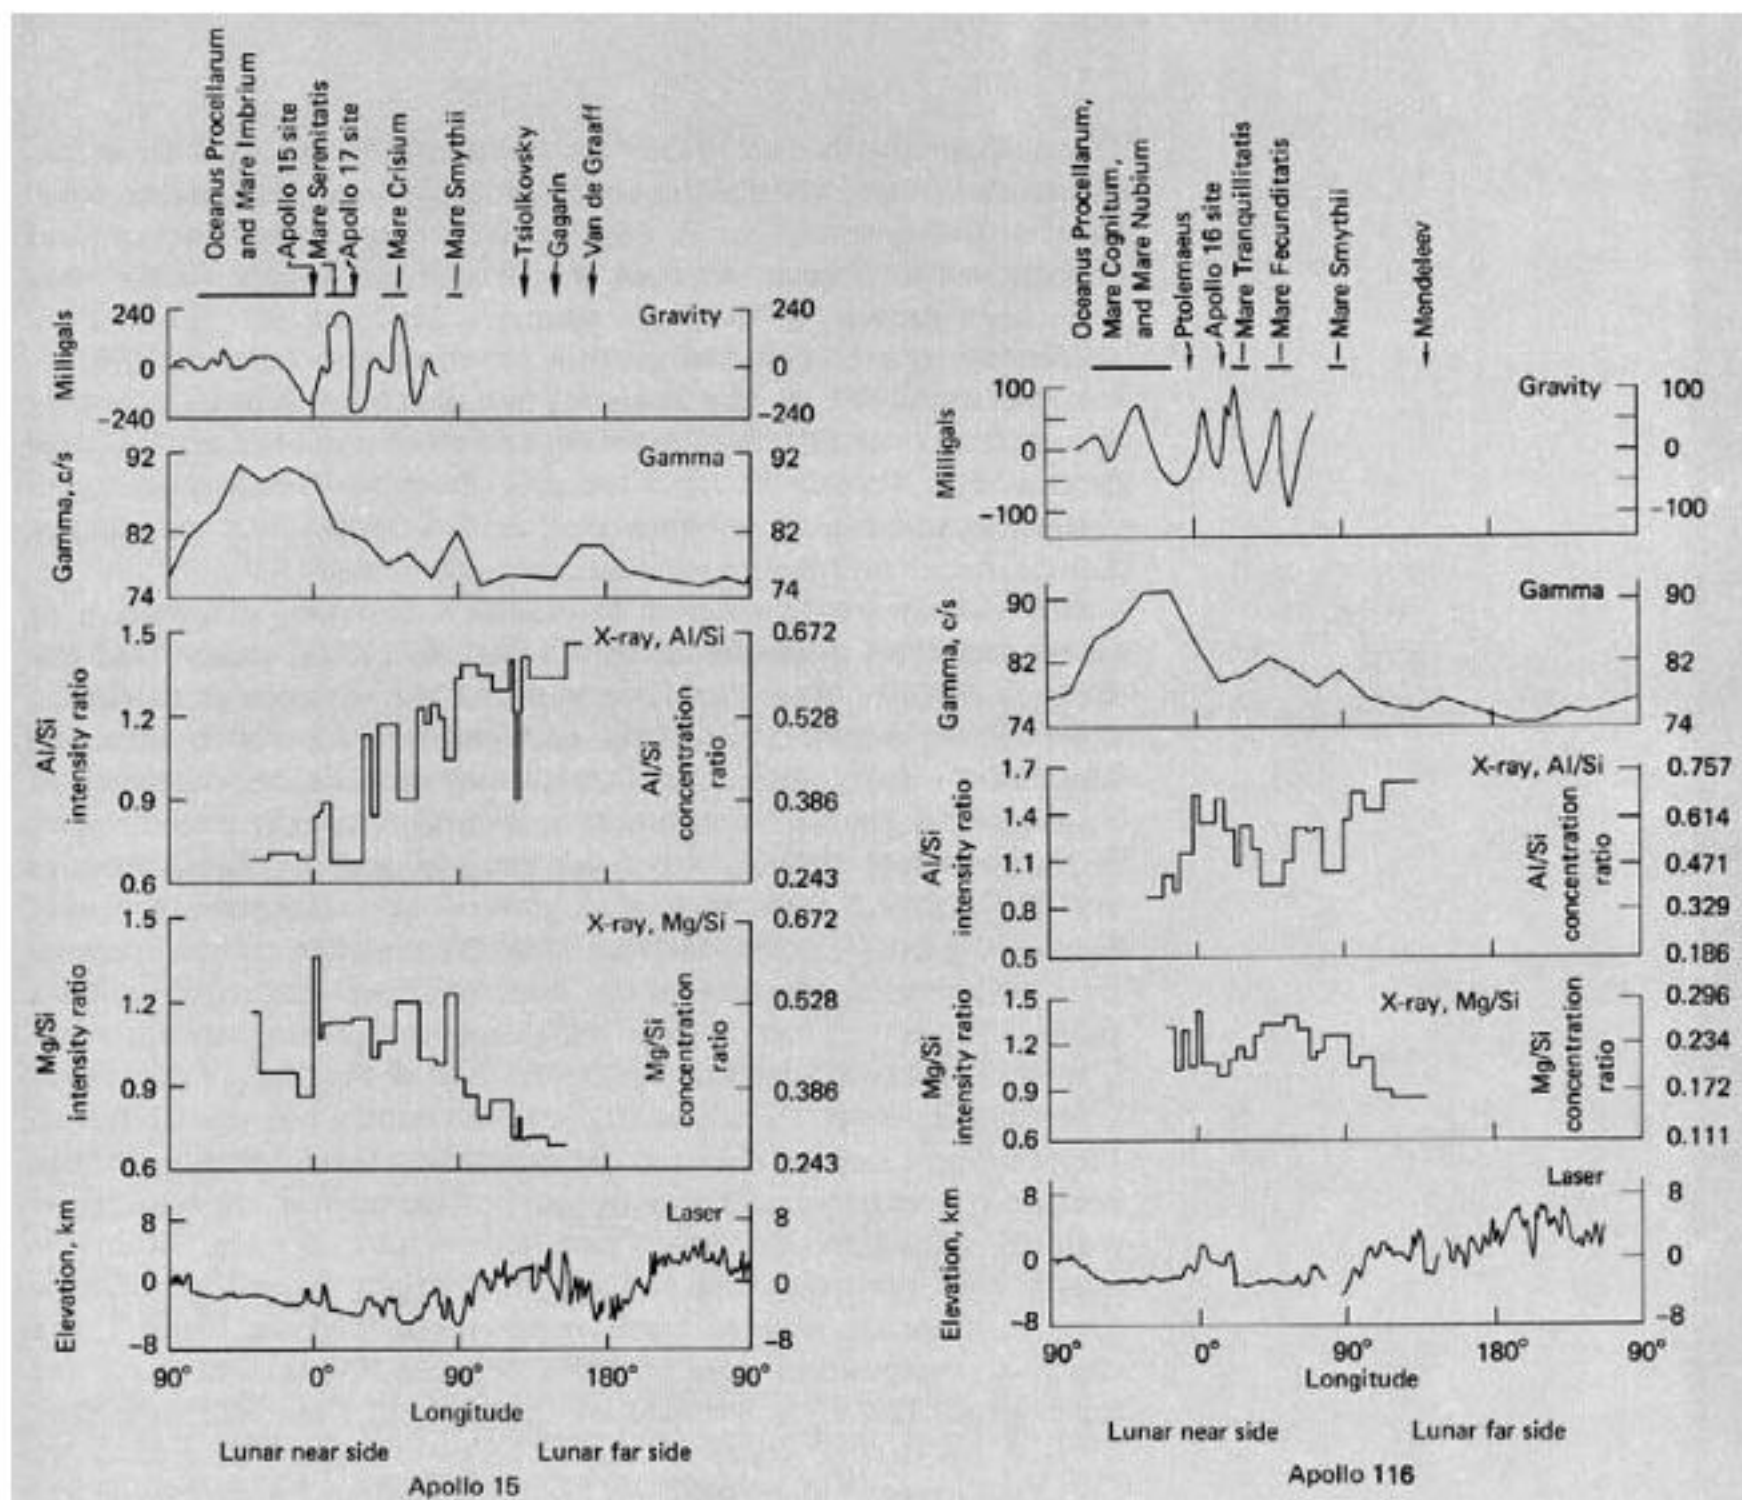 Oceanus Procellarum
and Mare Imbrium
Apollo 15 site
Mare Serenitatis
Apollo 17 site
Mare Crisium
Mare Smythii
Tsiolkovsky
Gagarin
Van de Graaff
Milligals
240
0
-240
Gravity
240
0
-240
Gamma, c/s
92
82
74
Gamma
92
82
74
Al/Si
intensity ratio
1.5
1.2
0.9
0.6
X-ray, Al/Si
Al/Si
concentration
ratio
0.672
0.528
0.386
0.243
Mg/Si
intensity ratio
1.5
1.2
0.9
0.6
X-ray, Mg/Si
Mg/Si
concentration
ratio
0.672
0.528
0.386
0.243
Elevation, km
8
0
-8
Laser
8
0
-8
90° 0° 90° 180° 90°
Longitude
Lunar near side Lunar far side
Apollo 15
Oceanus Procellarum,
Mare Cognitum,
and Mare Nubium
Ptolemaeus
Apollo 16 site
Mare Tranquillitatis
Mare Fecunditatis
Mare Smythii
Mendeleev
Milligals
100
0
-100
Gravity
100
0
-100
Gamma, c/s
90
82
74
Gamma
90
82
74
Al/Si
intensity ratio
1.7
1.4
1.1
0.8
0.5
X-ray, Al/Si
Al/Si
concentration
ratio
0.757
0.614
0.471
0.329
0.186
Mg/Si
intensity ratio
1.5
1.2
0.9
0.6
X-ray, Mg/Si
Mg/Si
concentration
ratio
0.296
0.234
0.172
0.111
Elevation, km
8
0
-8
Laser
8
0
-8
90° 0° 90° 180° 90°
Longitude
Lunar near side Lunar far side
Apollo 116